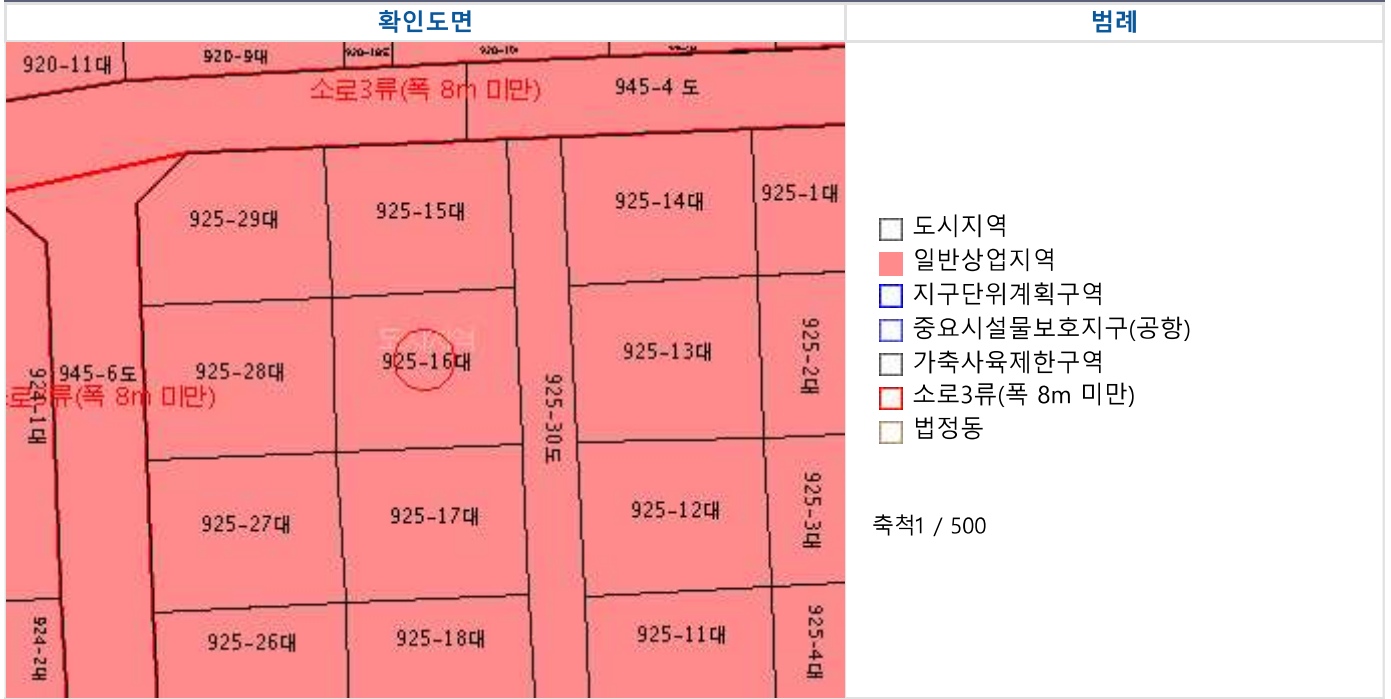 확인도면
범례
920-11대
920-9대
소로3류(폭 8m 미만)
945-4 도
925-29대
925-15대
925-14대
925-1대
925-28대
925-16대
925-13대
925-2대
924-1대
945-6도
류(폭 8m 미만)
925-30도
925-27대
925-17대
925-12대
925-3대
924-2대
925-26대
925-18대
925-11대
925-4대
도시지역
일반상업지역
지구단위계획구역
중요시설물보호지구(공항)
가축사육제한구역
소로3류(폭 8m 미만)
법정동
축척1 / 500